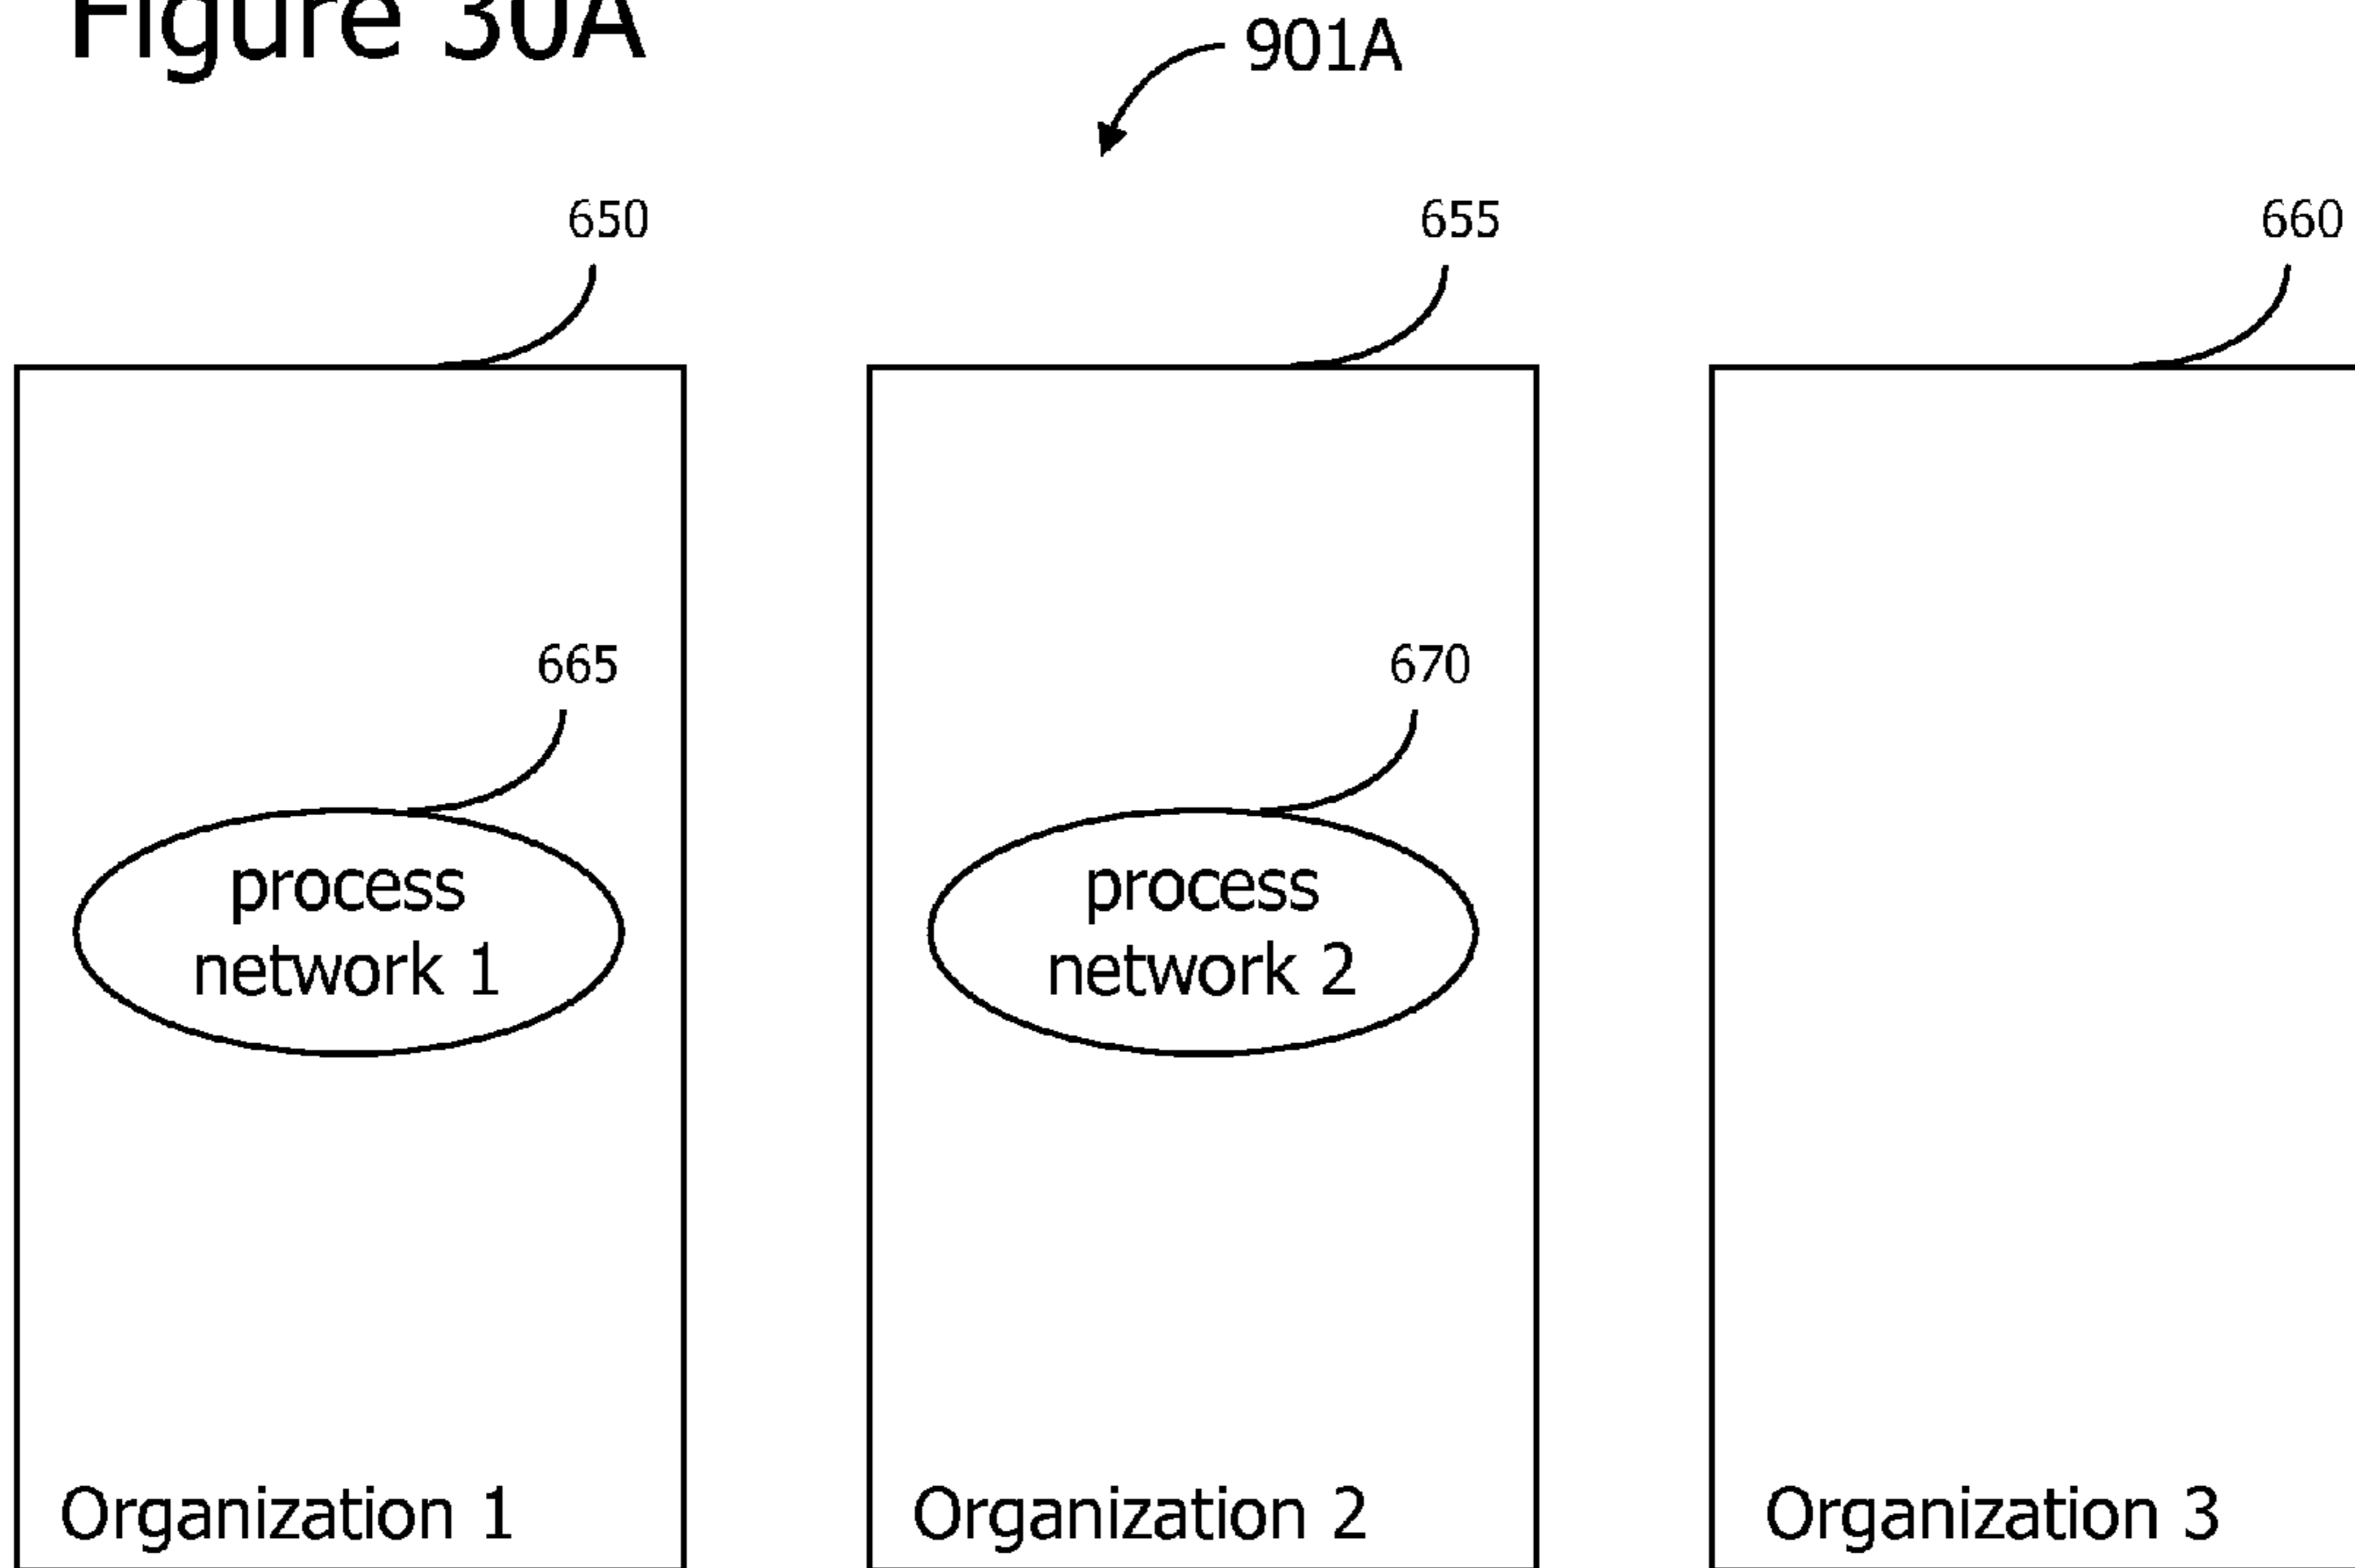 Figure 30A
901A
650
655
660
665
670
process
network 1
process
network 2
Organization 1
Organization 2
Organization 3